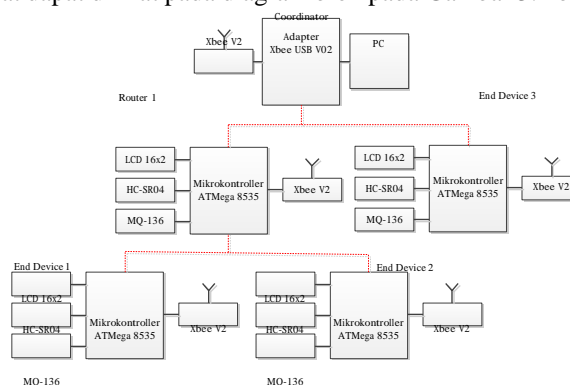 Coordinator
Xbee V2
Adapter
Xbee USB V02
PC
Router 1
End Device 3
LCD 16x2
HC-SR04
MQ-136
Mikrokontroller
ATMega 8535
Xbee V2
LCD 16x2
HC-SR04
MQ-136
Mikrokontroller
ATMega 8535
Xbee V2
End Device 1
LCD 16x2
HC-SR04
MQ-136
Mikrokontroller
ATMega 8535
Xbee V2
End Device 2
LCD 16x2
HC-SR04
MQ-136
Mikrokontroller
ATMega 8535
Xbee V2